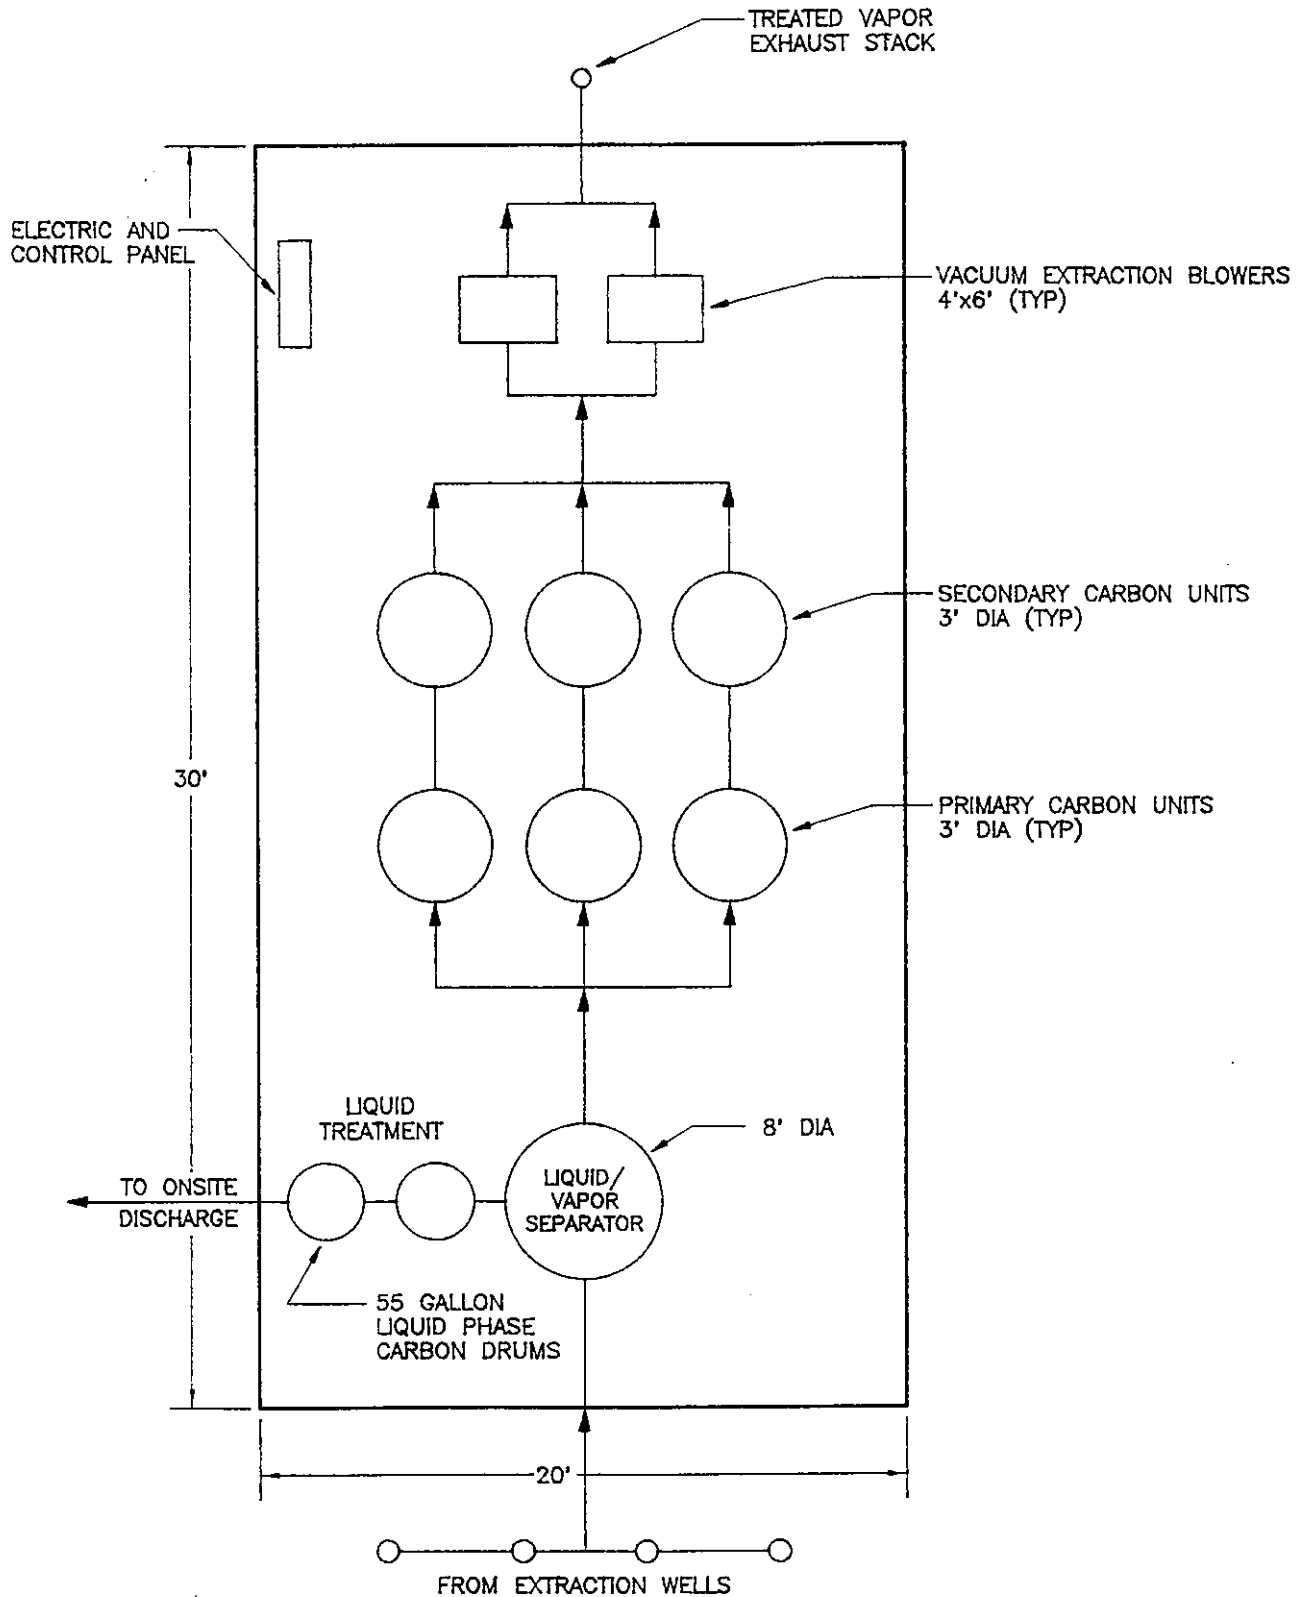 TREATED VAPOR
EXHAUST STACK
ELECTRIC AND
CONTROL PANEL
VACUUM EXTRACTION BLOWERS
4'x6' (TYP)
SECONDARY CARBON UNITS
3' DIA (TYP)
30'
PRIMARY CARBON UNITS
3' DIA (TYP)
LIQUID
TREATMENT
8' DIA
LIQUID/
VAPOR
SEPARATOR
TO ONSITE
DISCHARGE
55 GALLON
LIQUID PHASE
CARBON DRUMS
20'
FROM EXTRACTION WELLS